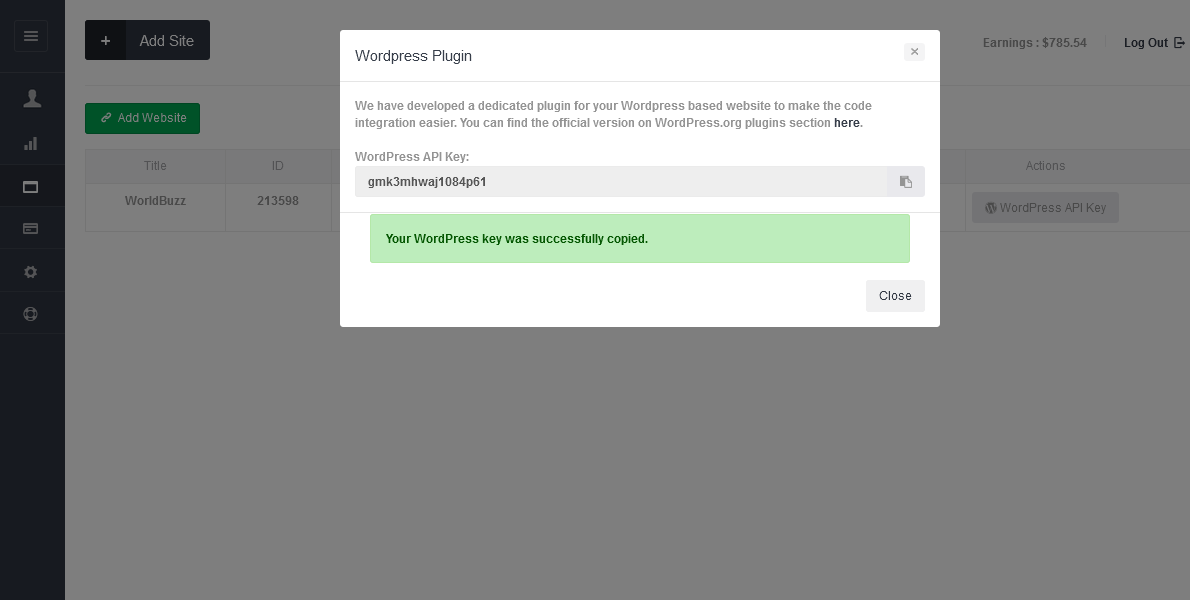 + Add Site
Wordpress Plugin
×
Earnings : $785.54
Log Out
We have developed a dedicated plugin for your Wordpress based website to make the code
integration easier. You can find the official version on WordPress.org plugins section here.
Add Website
WordPress API Key:
gmk3mhwaj1084p61
Title
ID
Actions
WorldBuzz
213598
WordPress API Key
Your WordPress key was successfully copied.
Close